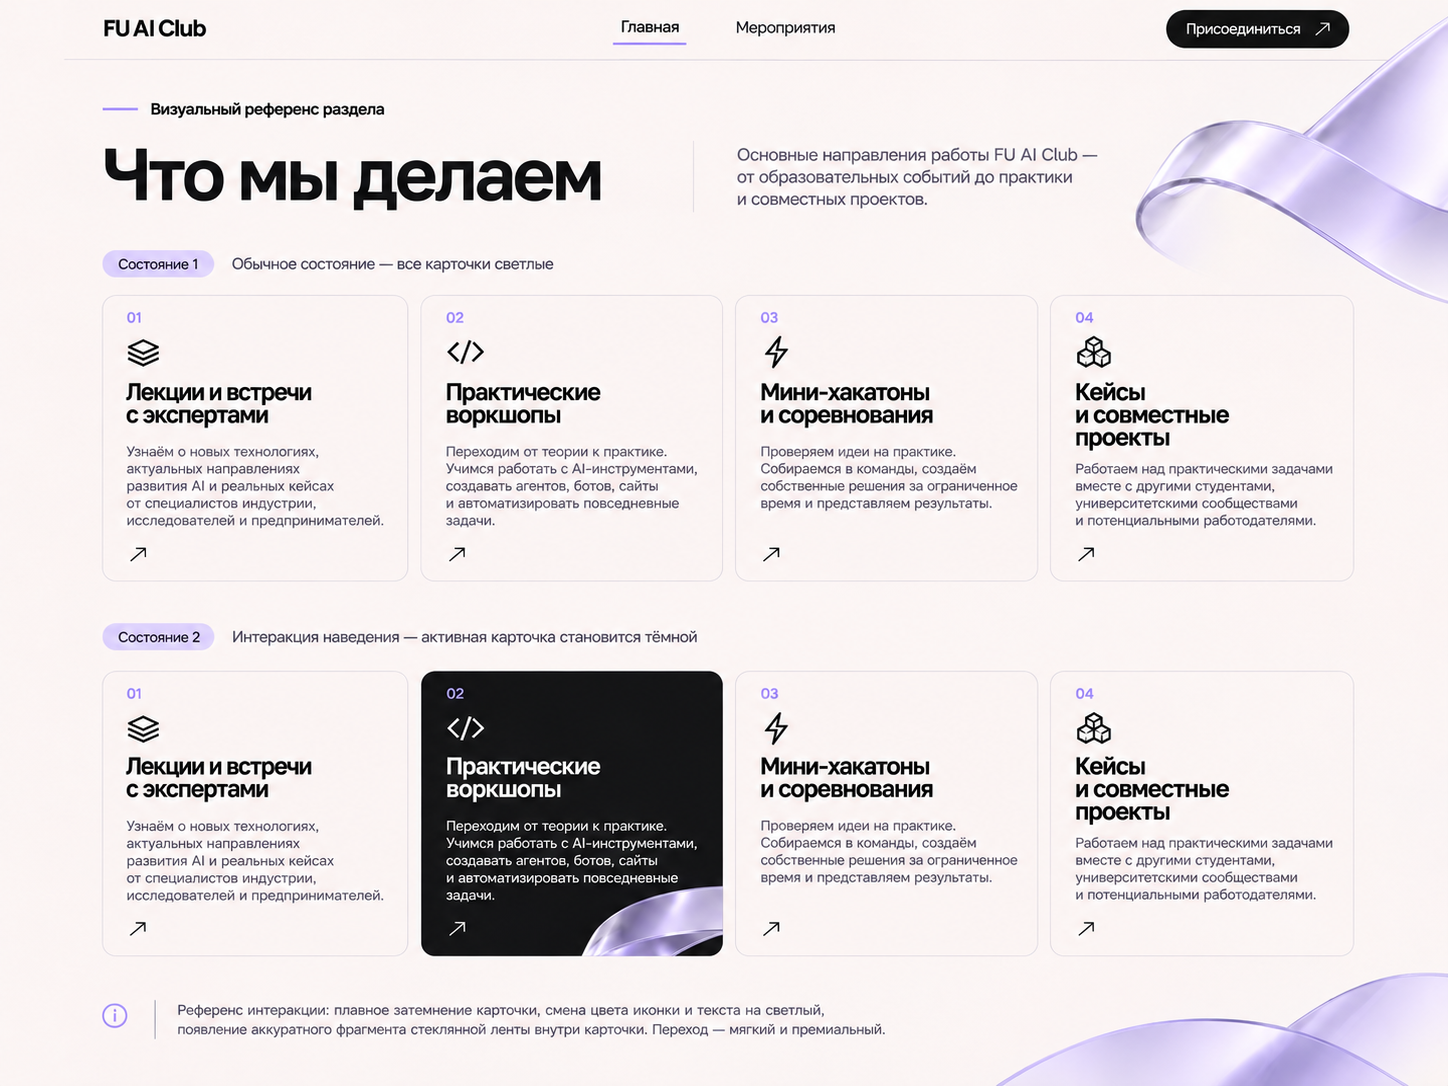 FU AI Club
Главная
Мероприятия
Присоединиться
Визуальный референс раздела
Что мы делаем
Основные направления работы FU AI Club —
от образовательных событий до практики
и совместных проектов.
Состояние 1
Обычное состояние — все карточки светлые
01
Лекции и встречи
с экспертами
Узнаём о новых технологиях,
актуальных направлениях
развития AI и реальных кейсах
от специалистов индустрии,
исследователей и предпринимателей.
02
Практические
воркшопы
Переходим от теории к практике.
Учимся работать с AI-инструментами,
создавать агентов, ботов, сайты
и автоматизировать повседневные
задачи.
03
Мини-хакатоны
и соревнования
Проверяем идеи на практике.
Собираемся в команды, создаём
собственные решения за ограниченное
время и представляем результаты.
04
Кейсы
и совместные
проекты
Работаем над практическими задачами
вместе с другими студентами,
университетскими сообществами
и потенциальными работодателями.
Состояние 2
Интеракция наведения — активная карточка становится тёмной
01
Лекции и встречи
с экспертами
Узнаём о новых технологиях,
актуальных направлениях
развития AI и реальных кейсах
от специалистов индустрии,
исследователей и предпринимателей.
02
Практические
воркшопы
Переходим от теории к практике.
Учимся работать с AI-инструментами,
создавать агентов, ботов, сайты
и автоматизировать повседневные
задачи.
03
Мини-хакатоны
и соревнования
Проверяем идеи на практике.
Собираемся в команды, создаём
собственные решения за ограниченное
время и представляем результаты.
04
Кейсы
и совместные
проекты
Работаем над практическими задачами
вместе с другими студентами,
университетскими сообществами
и потенциальными работодателями.
Референс интеракции: плавное затемнение карточки, смена цвета иконки и текста на светлый,
появление аккуратного фрагмента стеклянной ленты внутри карточки. Переход — мягкий и премиальный.